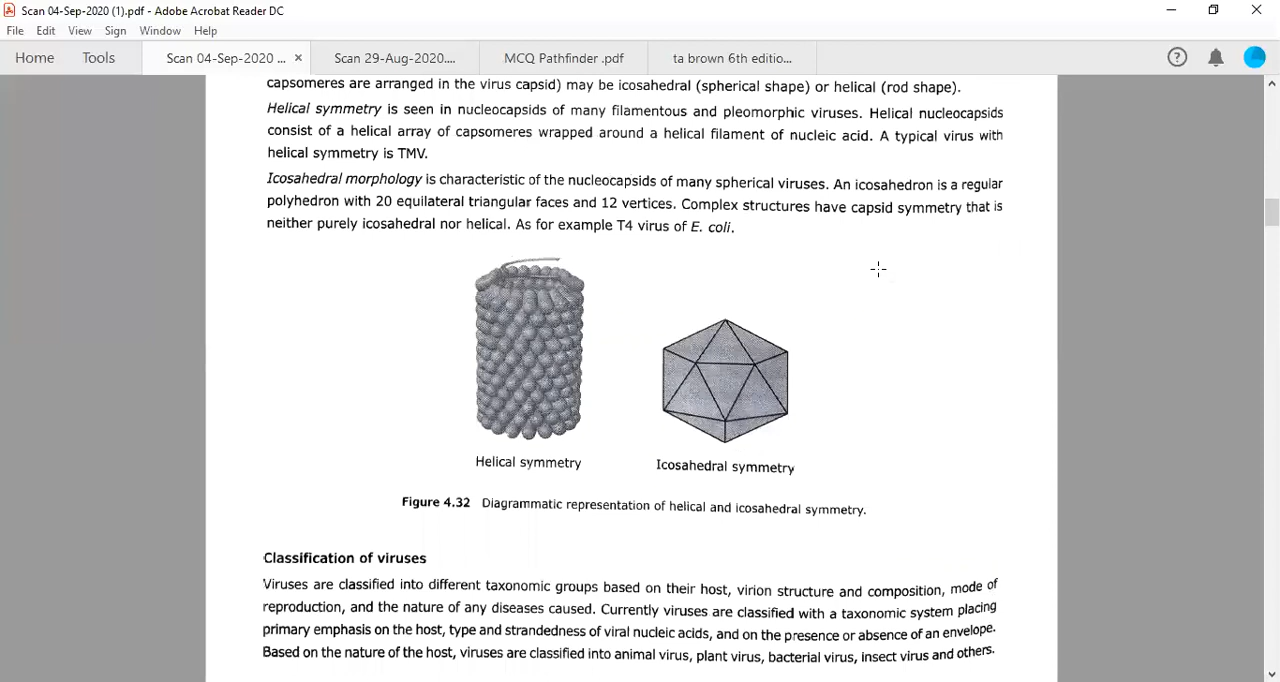 Scan 04-Sep-2020 (1).pdf - Adobe Acrobat Reader DC
File Edit View Sign Window Help
Home Tools Scan 04-Sep-2020 ... × Scan 29-Aug-2020.... MCQ Pathfinder .pdf ta brown 6th editio...
capsomeres are arranged in the virus capsid) may be icosahedral (spherical shape) or helical (rod shape).
Helical symmetry is seen in nucleocapsids of many filamentous and pleomorphic viruses. Helical nucleocapsids
consist of a helical array of capsomeres wrapped around a helical filament of nucleic acid. A typical virus with
helical symmetry is TMV.
Icosahedral morphology is characteristic of the nucleocapsids of many spherical viruses. An icosahedron is a regular
polyhedron with 20 equilateral triangular faces and 12 vertices. Complex structures have capsid symmetry that is
neither purely icosahedral nor helical. As for example T4 virus of E. coli.
Helical symmetry
Icosahedral symmetry
Figure 4.32 Diagrammatic representation of helical and icosahedral symmetry.
Classification of viruses
Viruses are classified into different taxonomic groups based on their host, virion structure and composition, mode of
reproduction, and the nature of any diseases caused. Currently viruses are classified with a taxonomic system placing
primary emphasis on the host, type and strandedness of viral nucleic acids, and on the presence or absence of an envelope.
Based on the nature of the host, viruses are classified into animal virus, plant virus, bacterial virus, insect virus and others.